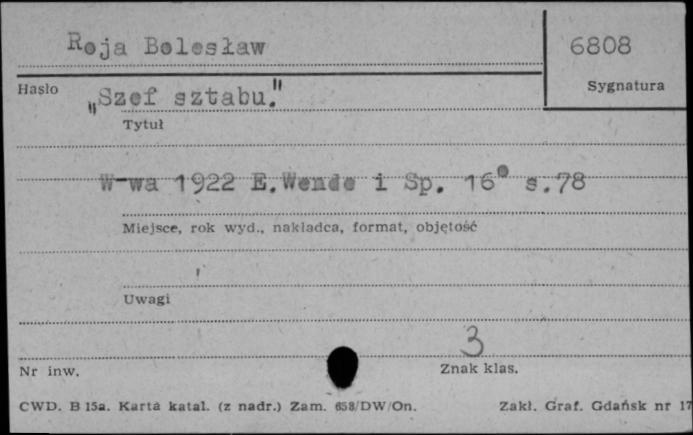 Roja Bolesław
6808
Hasło
Sygnatura
„Szef sztabu."
Tytuł
W-wa 1922 E.Wende i Sp. 16° s.78
Miejsce, rok wyd., nakładca, format, objętość
Uwagi
3
Nr inw.
Znak klas.
CWD. B 15a. Karta katal. (z nadr.) Zam. 658/DW/On.
Zakł. Graf. Gdańsk nr 17